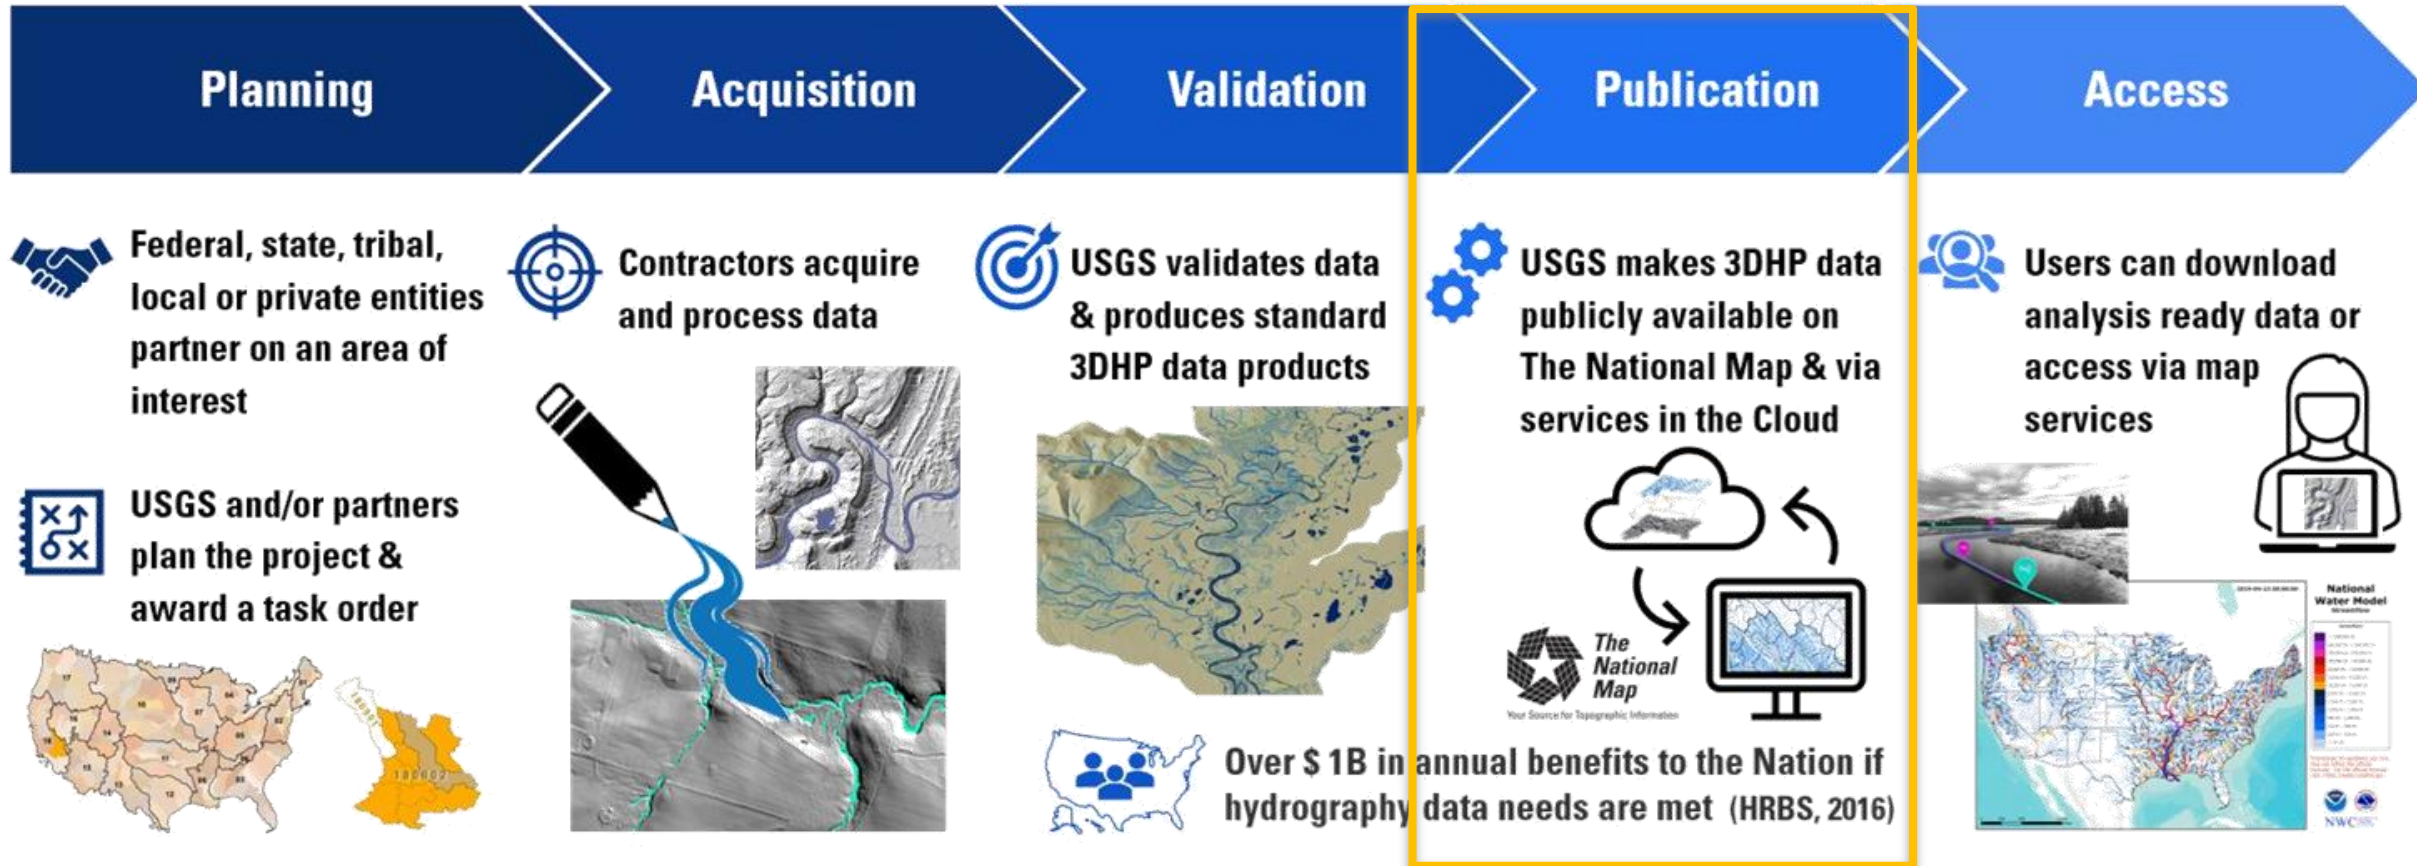 Planning
Acquisition
Validation
Publication
Access
Federal, state, tribal,
local or private entities
partner on an area of
interest
USGS and/or partners
plan the project &
award a task order
Contractors acquire
and process data
USGS validates data
& produces standard
3DHP data products
USGS makes 3DHP data
publicly available on
The National Map & via
services in the Cloud
The
National
Map
Your Source for Topographic Information
Over $ 1B in annual benefits to the Nation if
hydrography data needs are met (HRBS, 2016)
Users can download
analysis ready data or
access via map
services
National
Water Model
Streamflow
NWC
180602